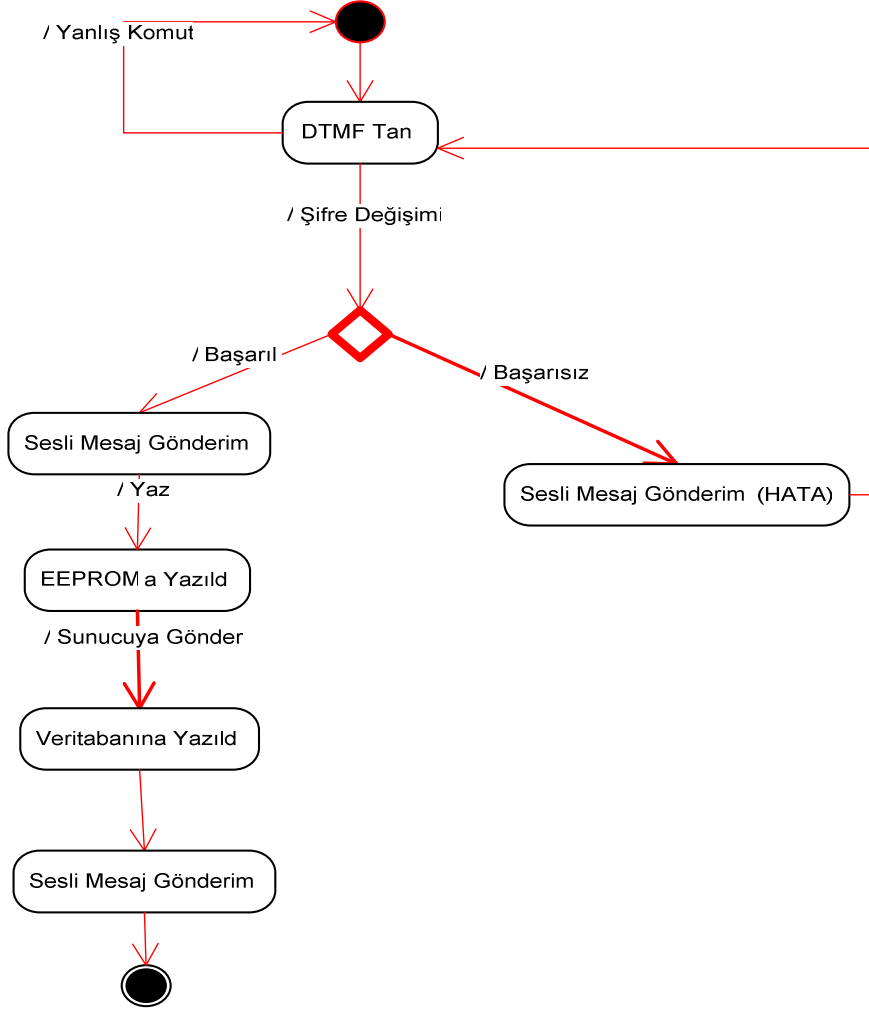 / Yanlış Komut
DTMF Tan
/ Şifre Değişimi
/ Başarıl
/ Başarısız
Sesli Mesaj Gönderim
/ Yaz
Sesli Mesaj Gönderim (HATA)
EEPROM a Yazıld
/ Sunucuya Gönder
Veritabanına Yazıld
Sesli Mesaj Gönderim